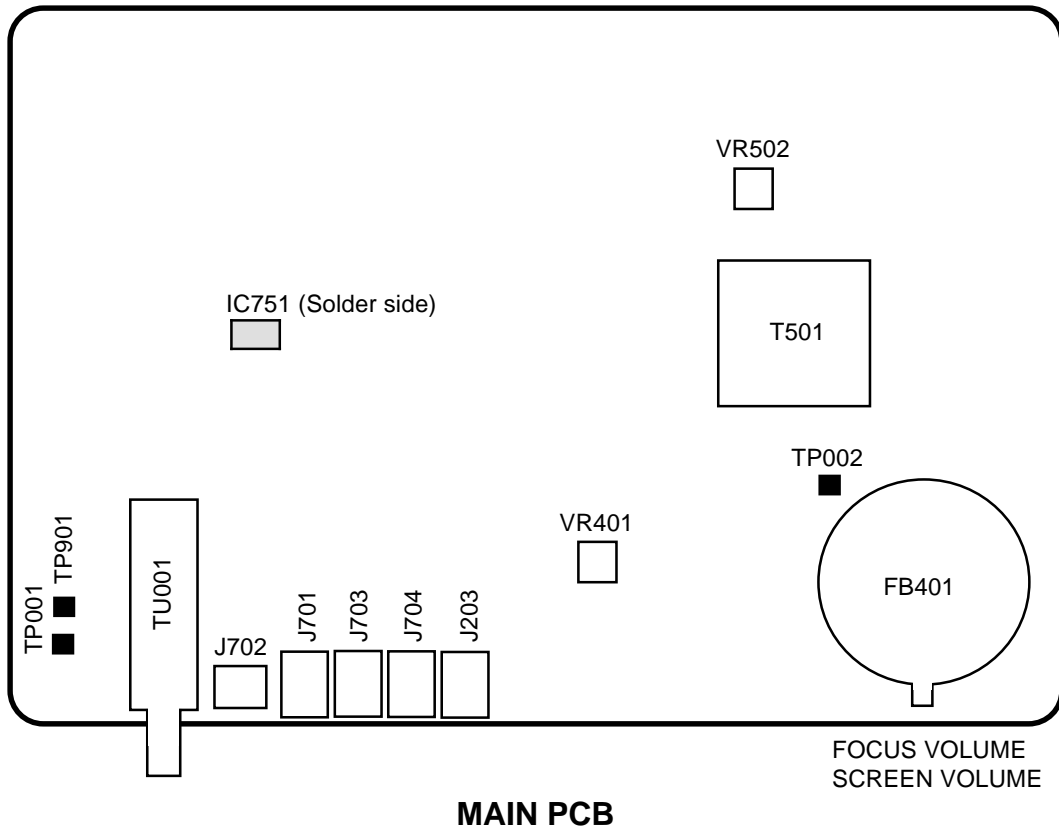 VR502
IC751 (Solder side)
T501
TP002
VR401
TP901
TP001
TU001
J702
J701
J703
J704
J203
FB401
FOCUS VOLUME
SCREEN VOLUME
MAIN PCB